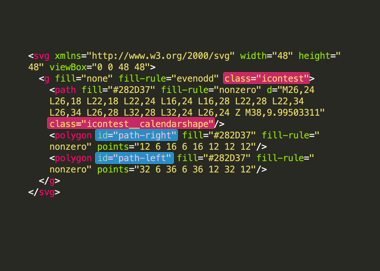 <svg xmlns="http://www.w3.org/2000/svg" width="48" height="
48" viewBox="0 0 48 48">
<g fill="none" fill-rule="evenodd" class="icontest">
<path fill="#282D37" fill-rule="nonzero" d="M26,24
L26,18 L22,18 L22,24 L16,24 L16,28 L22,28 L22,34
L26,34 L26,28 L32,28 L32,24 L26,24 Z M38,9.99503311"
class="icontest__calendarshape"/>
<polygon id="path-right" fill="#282D37" fill-rule="
nonzero" points="12 6 16 6 16 12 12 12"/>
<polygon id="path-left" fill="#282D37" fill-rule="
nonzero" points="32 6 36 6 36 12 32 12"/>
</g>
</svg>